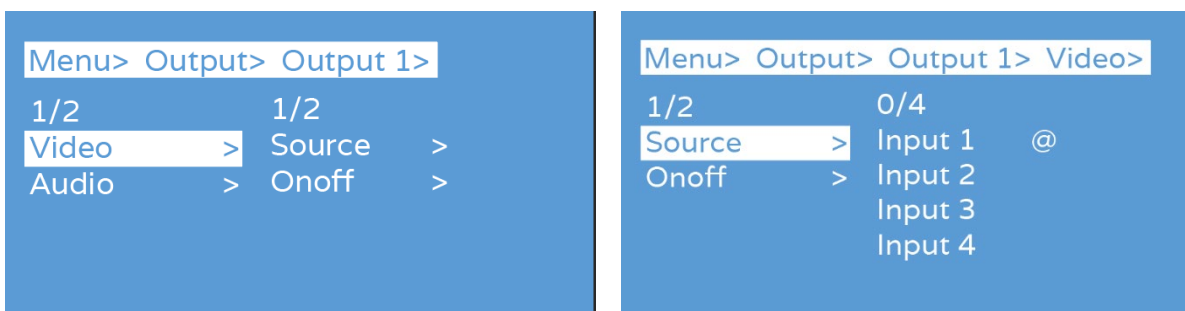 Menu> Output> Output 1>
1/2 1/2
Video > Source >
Audio > Onoff >
Menu> Output> Output 1> Video>
1/2 0/4
Source > Input 1 @
Onoff > Input 2
Input 3
Input 4